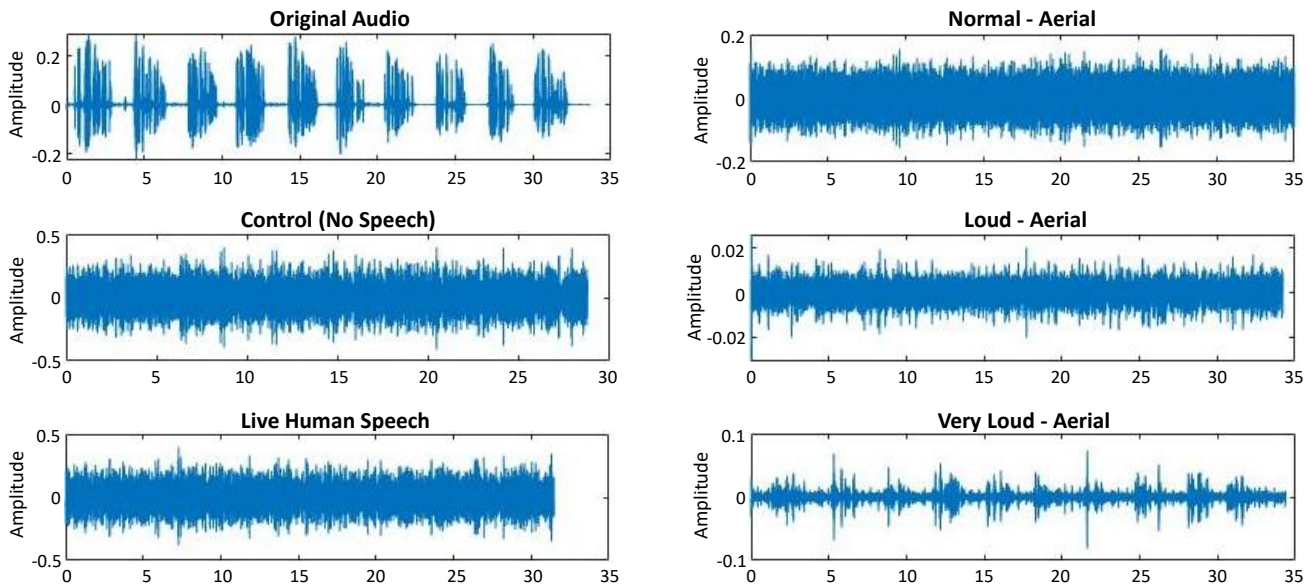 Original Audio
Amplitude
0.2
0
-0.2
0 5 10 15 20 25 30 35
Normal - Aerial
Amplitude
0.2
0
-0.2
0 5 10 15 20 25 30 35
Control (No Speech)
Amplitude
0.5
0
-0.5
0 5 10 15 20 25 30
Loud - Aerial
Amplitude
0.02
0
-0.02
0 5 10 15 20 25 30 35
Live Human Speech
Amplitude
0.5
0
-0.5
0 5 10 15 20 25 30 35
Very Loud - Aerial
Amplitude
0.1
0
-0.1
0 5 10 15 20 25 30 35